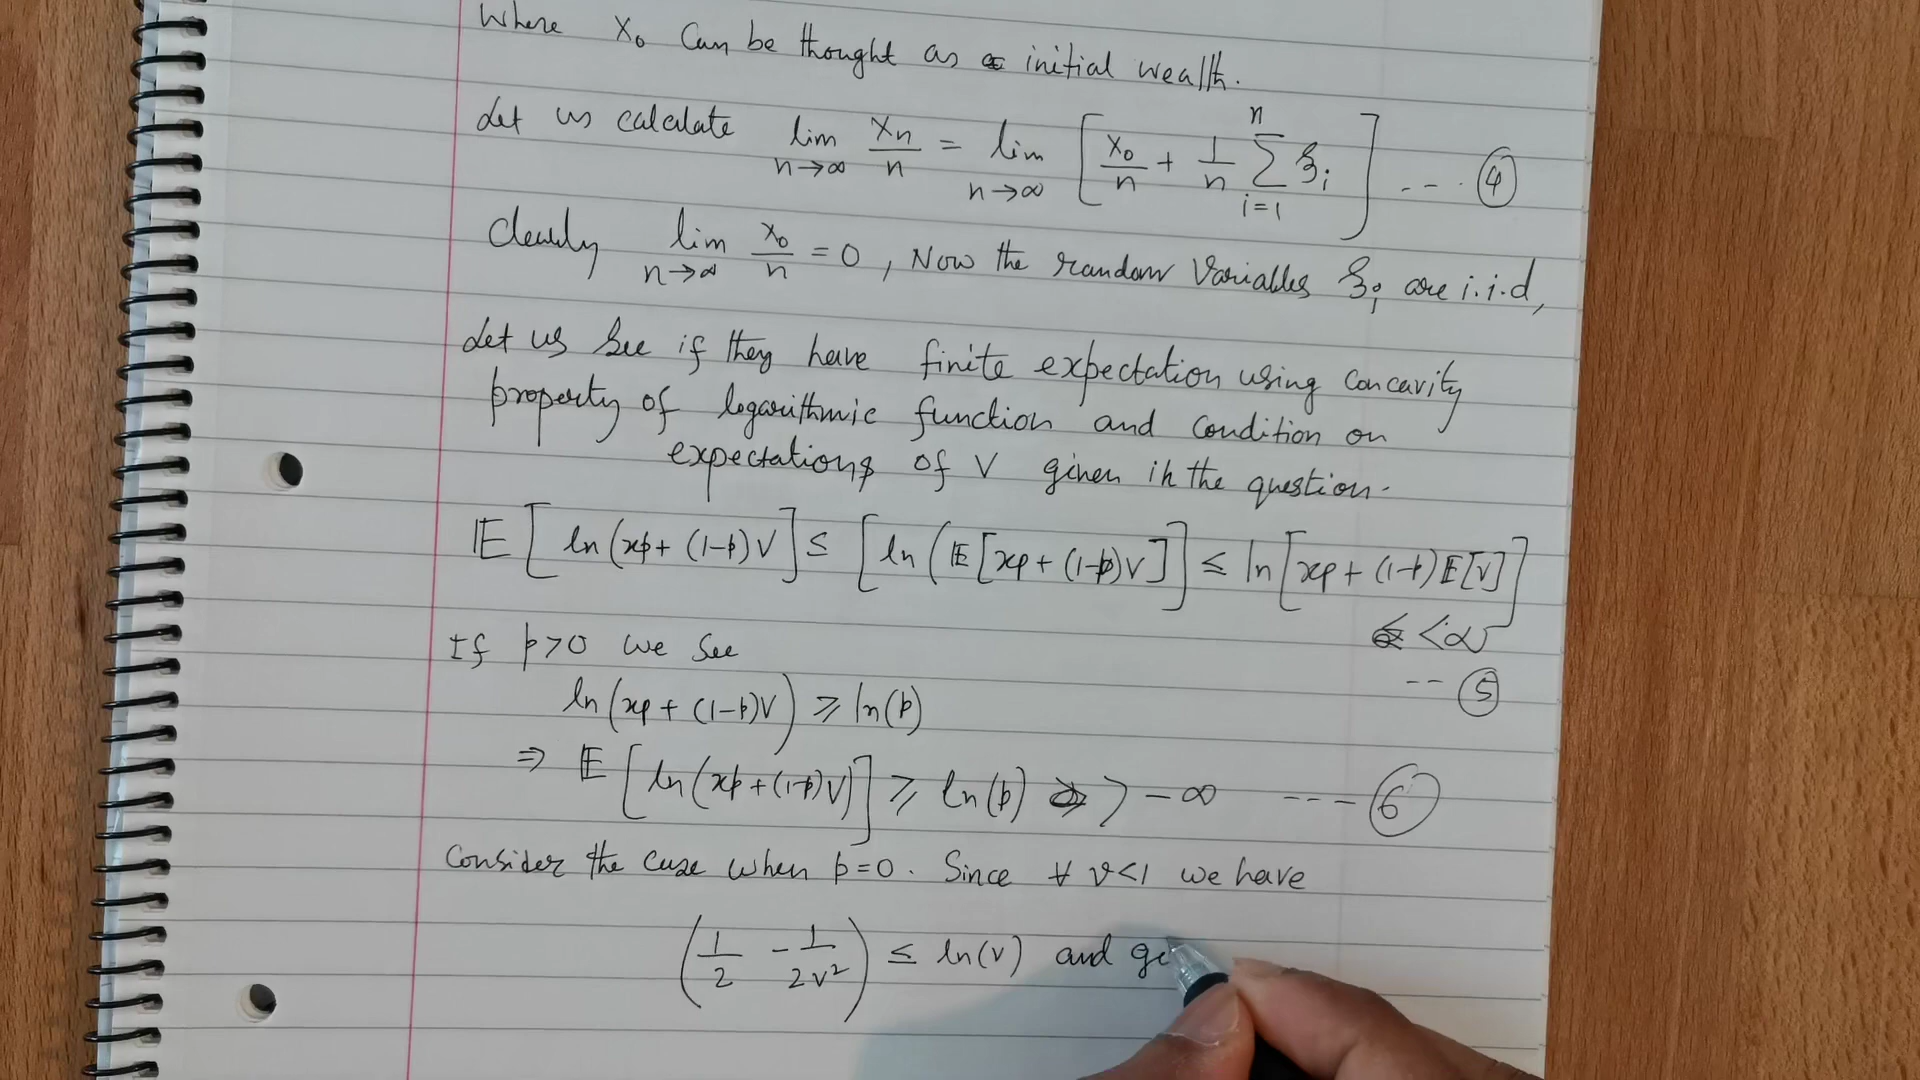 Where X₀ Can be thought as initial wealth.
Let us calculate lim n→∞ Xn/n = lim n→∞ [ X₀/n + 1/n Σ i=1 n ξi ] --- ④
Clearly lim n→∞ X₀/n = 0, Now the random Variables ξi are i.i.d,
Let us See if they have finite expectation using concavity
property of logarithmic function and condition on
expectations of V given in the question.
𝔼[ ln(xp + (1-p)V ] ≤ [ ln( 𝔼[xp + (1-p)V ] ] ≤ ln[ xp + (1-p) 𝔼[V] ]
< ∞
If p>0 we See
-- ⑤
ln(xp + (1-p)V) ≥ ln(p)
⇒ 𝔼[ ln(xp + (1-p)V) ] ≥ ln(p) > -∞ --- ⑥
Consider the case when p=0. Since ∀ v<1 we have
( 1/2 - 1/2v² ) ≤ ln(v) and gi